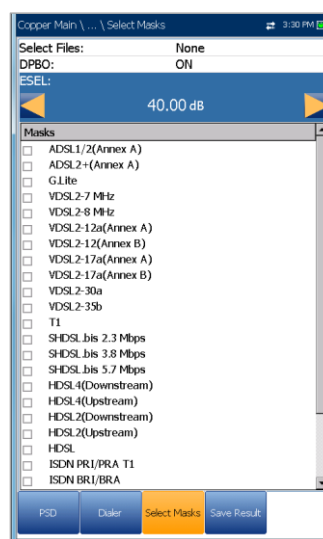 Copper Main \ ... \ Select Masks 3:30 PM
Select Files: None
DPBO: ON
ESEL:
40.00 dB
Masks
ADSL1/2(Annex A)
ADSL2+(Annex A)
G.Lite
VDSL2-7 MHz
VDSL2-8 MHz
VDSL2-12a(Annex A)
VDSL2-12(Annex B)
VDSL2-17a(Annex A)
VDSL2-17a(Annex B)
VDSL2-30a
VDSL2-35b
T1
SHDSL.bis 2.3 Mbps
SHDSL.bis 3.8 Mbps
SHDSL.bis 5.7 Mbps
HDSL4(Downstream)
HDSL4(Upstream)
HDSL2(Downstream)
HDSL2(Upstream)
HDSL
ISDN PRI/PRA T1
ISDN BRI/BRA
PSD Dialer Select Masks Save Result